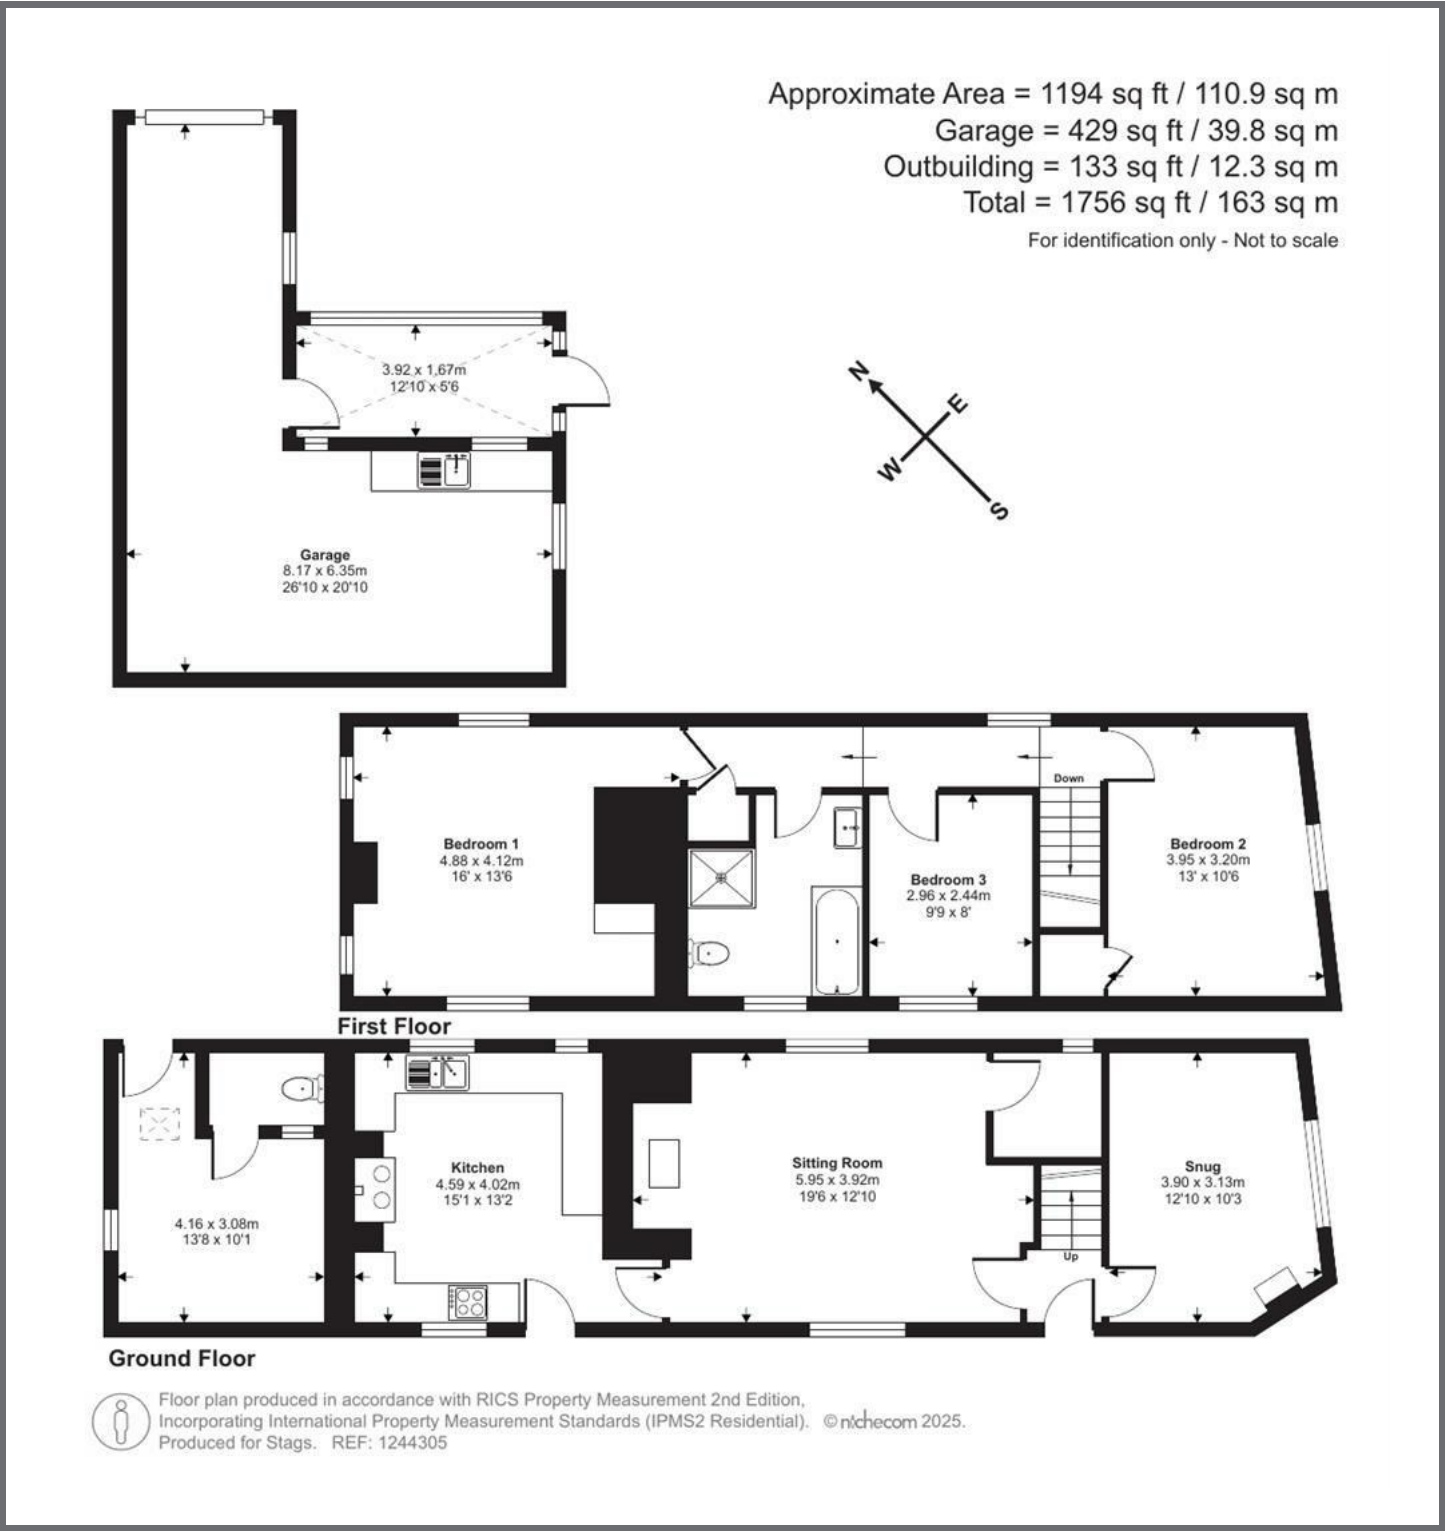 Approximate Area = 1194 sq ft / 110.9 sq m
Garage = 429 sq ft / 39.8 sq m
Outbuilding = 133 sq ft / 12.3 sq m
Total = 1756 sq ft / 163 sq m
For identification only - Not to scale
3.92 x 1.67m
12'10 x 5'6
N
E
W
S
Garage
8.17 x 6.35m
26'10 x 20'10
Down
Bedroom 1
4.88 x 4.12m
16' x 13'6
Bedroom 3
2.96 x 2.44m
9'9 x 8'
Bedroom 2
3.95 x 3.20m
13' x 10'6
First Floor
Kitchen
4.59 x 4.02m
15'1 x 13'2
Sitting Room
5.95 x 3.92m
19'6 x 12'10
Snug
3.90 x 3.13m
12'10 x 10'3
4.16 x 3.08m
13'8 x 10'1
Up
Ground Floor
Floor plan produced in accordance with RICS Property Measurement 2nd Edition,
Incorporating International Property Measurement Standards (IPMS2 Residential). © nichecom 2025.
Produced for Stags. REF: 1244305